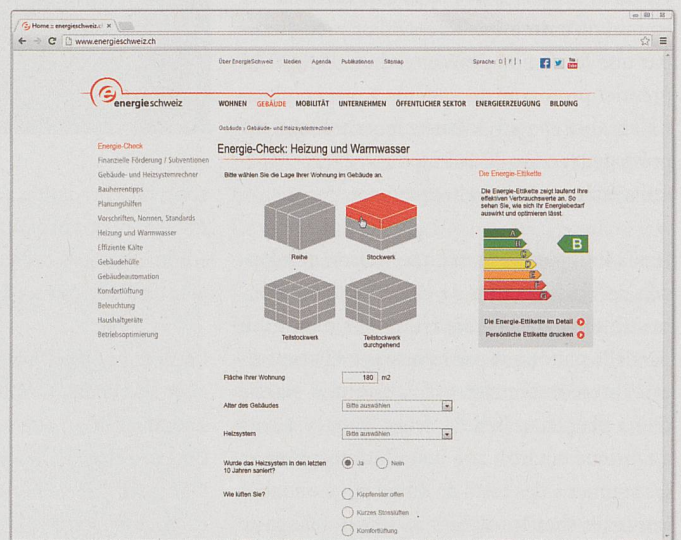 Home :: energieschweiz.ch
www.energieschweiz.ch
Über EnergieSchweiz Medien Agenda Publikationen Sitemap Sprache: D | F | I
energieschweiz
WOHNEN GEBÄUDE MOBILITÄT UNTERNEHMEN ÖFFENTLICHER SEKTOR ENERGIEERZEUGUNG BILDUNG
Gebäude > Gebäude- und Heizsystemrechner
Energie-Check
Finanzielle Förderung / Subventionen
Gebäude- und Heizsystemrechner
Bauherrentipps
Planungshilfen
Vorschriften, Normen, Standards
Heizung und Warmwasser
Effiziente Kälte
Gebäudehülle
Gebäudeautomation
Komfortlüftung
Beleuchtung
Haushaltgeräte
Betriebsoptimierung
Energie-Check: Heizung und Warmwasser
Bitte wählen Sie die Lage Ihrer Wohnung im Gebäude an.
Reihe
Stockwerk
Teilstockwerk
Teilstockwerk
durchgehend
Fläche Ihrer Wohnung 180 m2
Alter des Gebäudes Bitte auswählen
Heizsystem Bitte auswählen
Wurde das Heizsystem in den letzten
10 Jahren saniert? Ja Nein
Wie lüften Sie? Kippfenster offen
Kurzes Stosslüften
Komfortlüftung
Die Energie-Etikette
Die Energie-Etikette zeigt laufend Ihre
effektiven Verbrauchswerte an. So
sehen Sie, wie sich Ihr Energiebedarf
auswirkt und optimieren lässt.
A
B
C
D
E
F
G
B
Die Energie-Ettikette im Detail
Persönliche Ettikette drucken